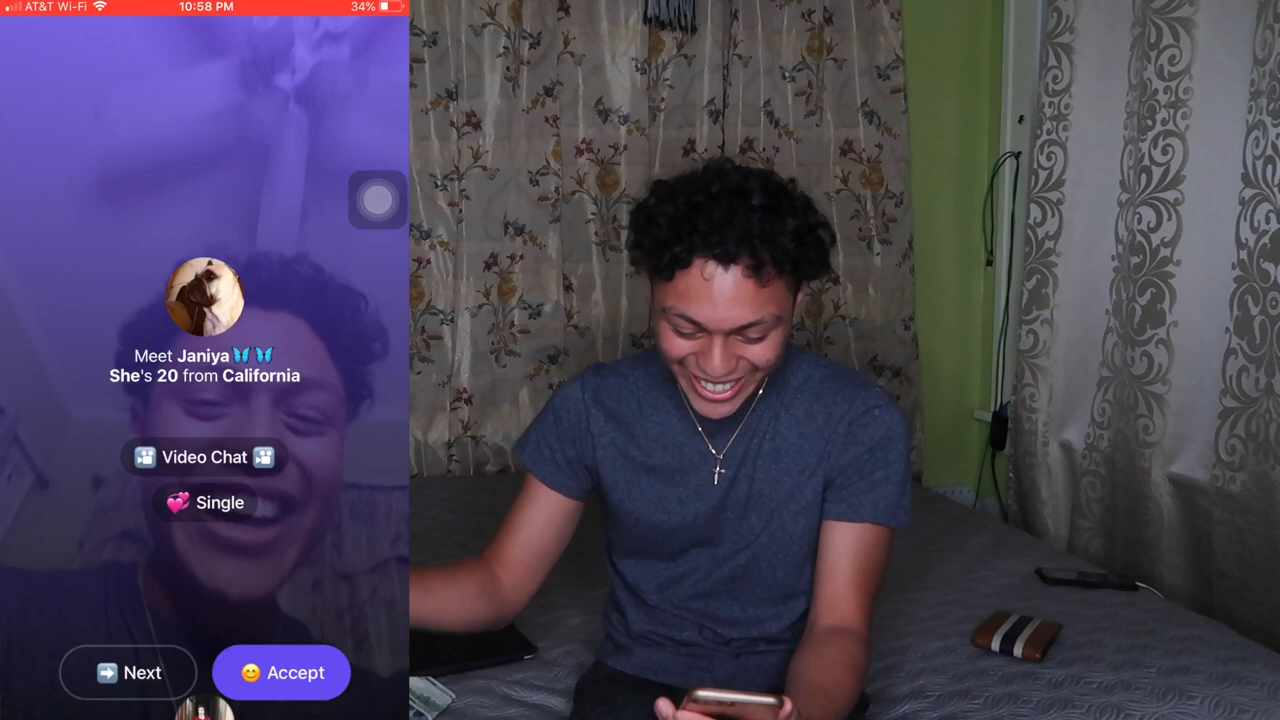 AT&T Wi-Fi 10:58 PM 34%
Meet Janiya🦋🦋
She's 20 from California
🎦 Video Chat 🎦
💞 Single
➡️ Next
😊 Accept